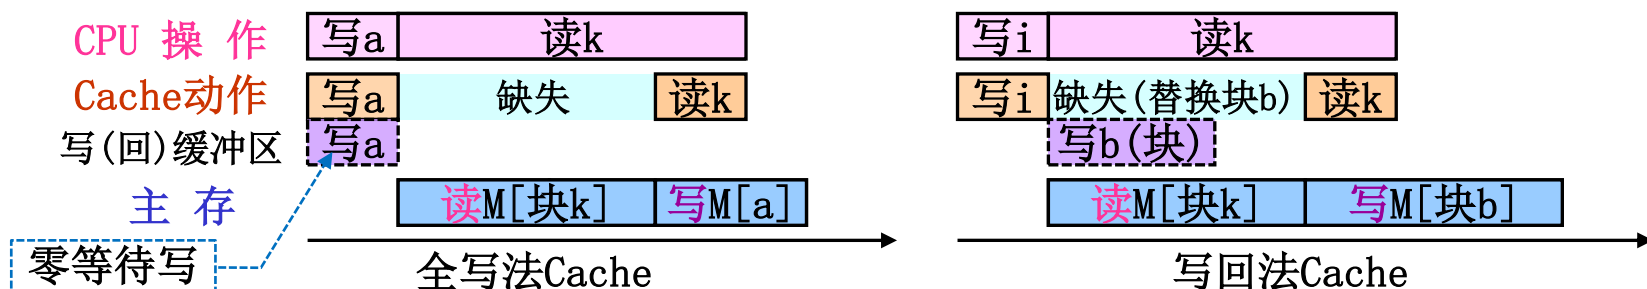 CPU 操 作 写a 读k 写i 读k
Cache动作 写a 缺失 读k 写i 缺失(替换块b) 读k
写(回)缓冲区 写a 写b(块)
主 存 读M[块k] 写M[a] 读M[块k] 写M[块b]
零等待写 全写法Cache 写回法Cache